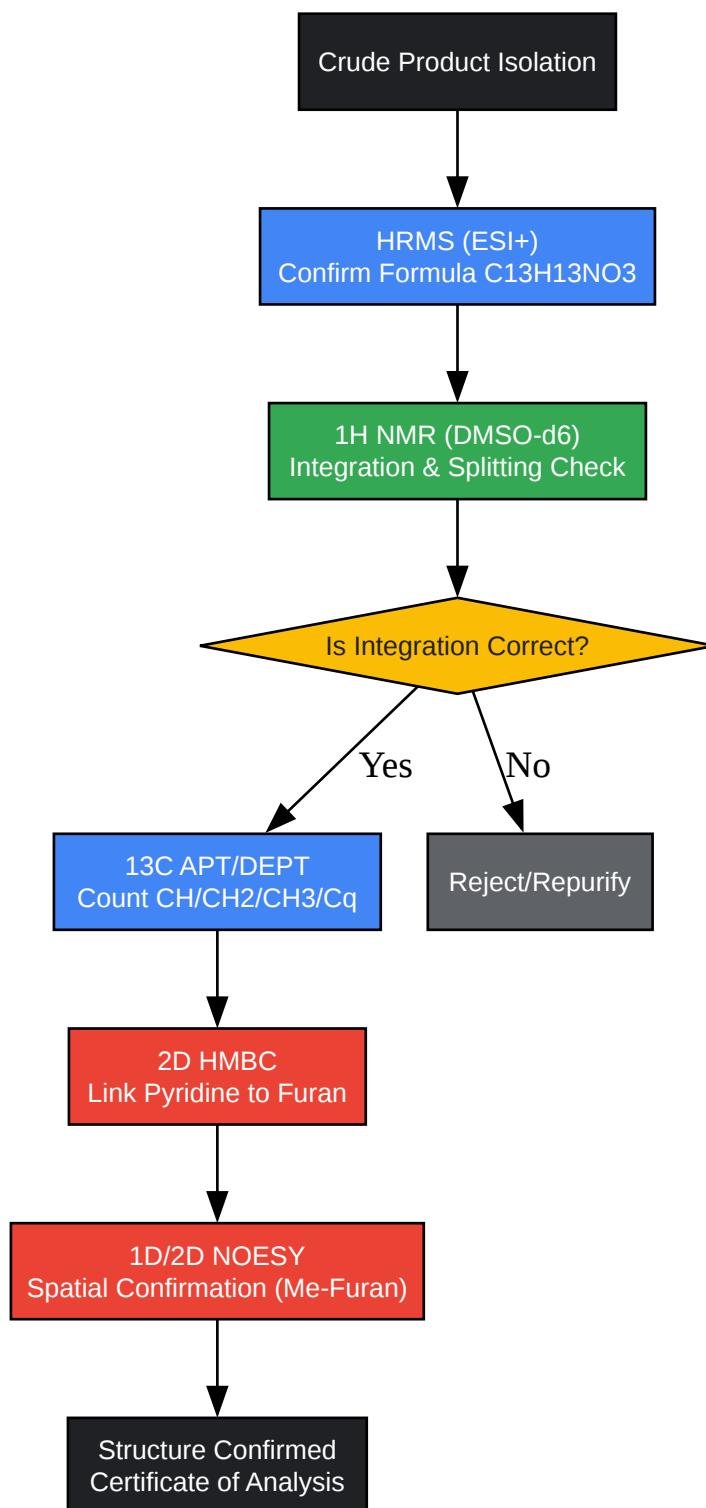 Crude Product Isolation
HRMS (ESI+)
Confirm Formula C13H13NO3
1H NMR (DMSO-d6)
Integration & Splitting Check
Is Integration Correct?
Yes
No
13C APT/DEPT
Count CH/CH2/CH3/Cq
Reject/Repurify
2D HMBC
Link Pyridine to Furan
1D/2D NOESY
Spatial Confirmation (Me-Furan)
Structure Confirmed
Certificate of Analysis